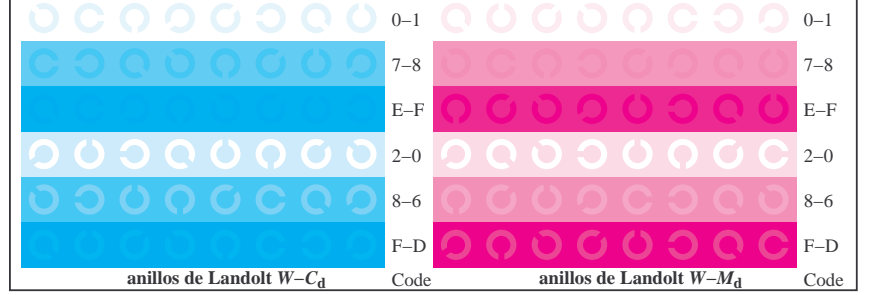 0–1 0–1
7–8 7–8
E–F E–F
2–0 2–0
8–6 8–6
F–D F–D
anillos de Landolt W–Cd Code anillos de Landolt W–Md Code